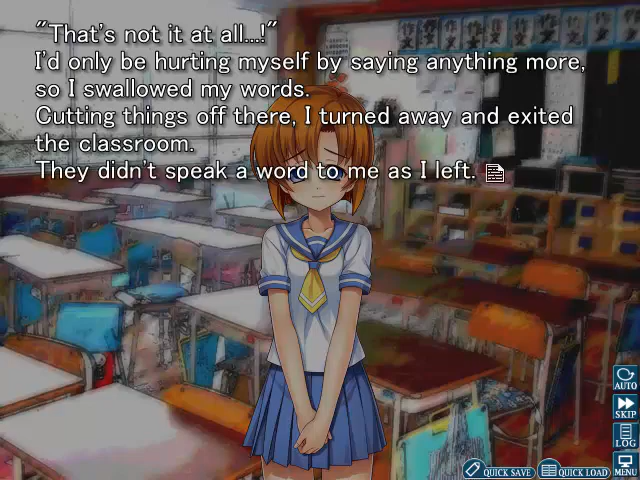 "That's not it at all...!"
I'd only be hurting myself by saying anything more,
so I swallowed my words.
Cutting things off there, I turned away and exited
the classroom.
They didn't speak a word to me as I left.
AUTO
SKIP
LOG
MENU
QUICK SAVE
QUICK LOAD